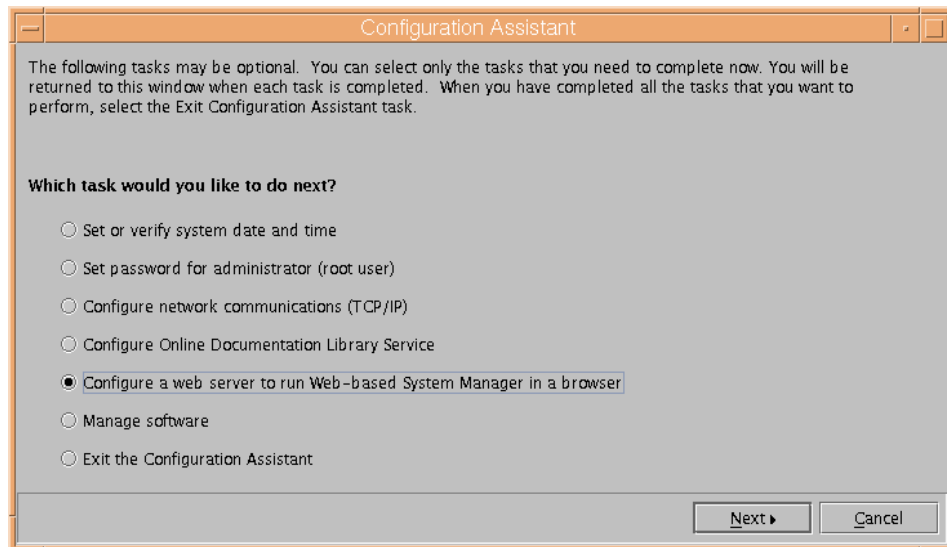 Configuration Assistant
The following tasks may be optional.  You can select only the tasks that you need to complete now. You will be
returned to this window when each task is completed.  When you have completed all the tasks that you want to
perform, select the Exit Configuration Assistant task.
Which task would you like to do next?
Set or verify system date and time
Set password for administrator (root user)
Configure network communications (TCP/IP)
Configure Online Documentation Library Service
Configure a web server to run Web-based System Manager in a browser
Manage software
Exit the Configuration Assistant
Next Cancel